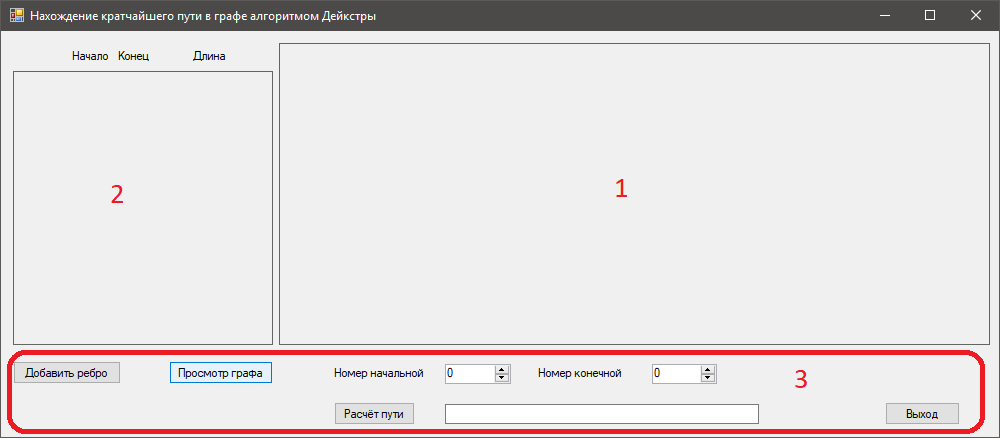 Нахождение кратчайшего пути в графе алгоритмом Дейкстры
Начало Конец Длина
2
1
Добавить ребро Просмотр графа Номер начальной 0 Номер конечной 0 3
Расчёт пути Выход